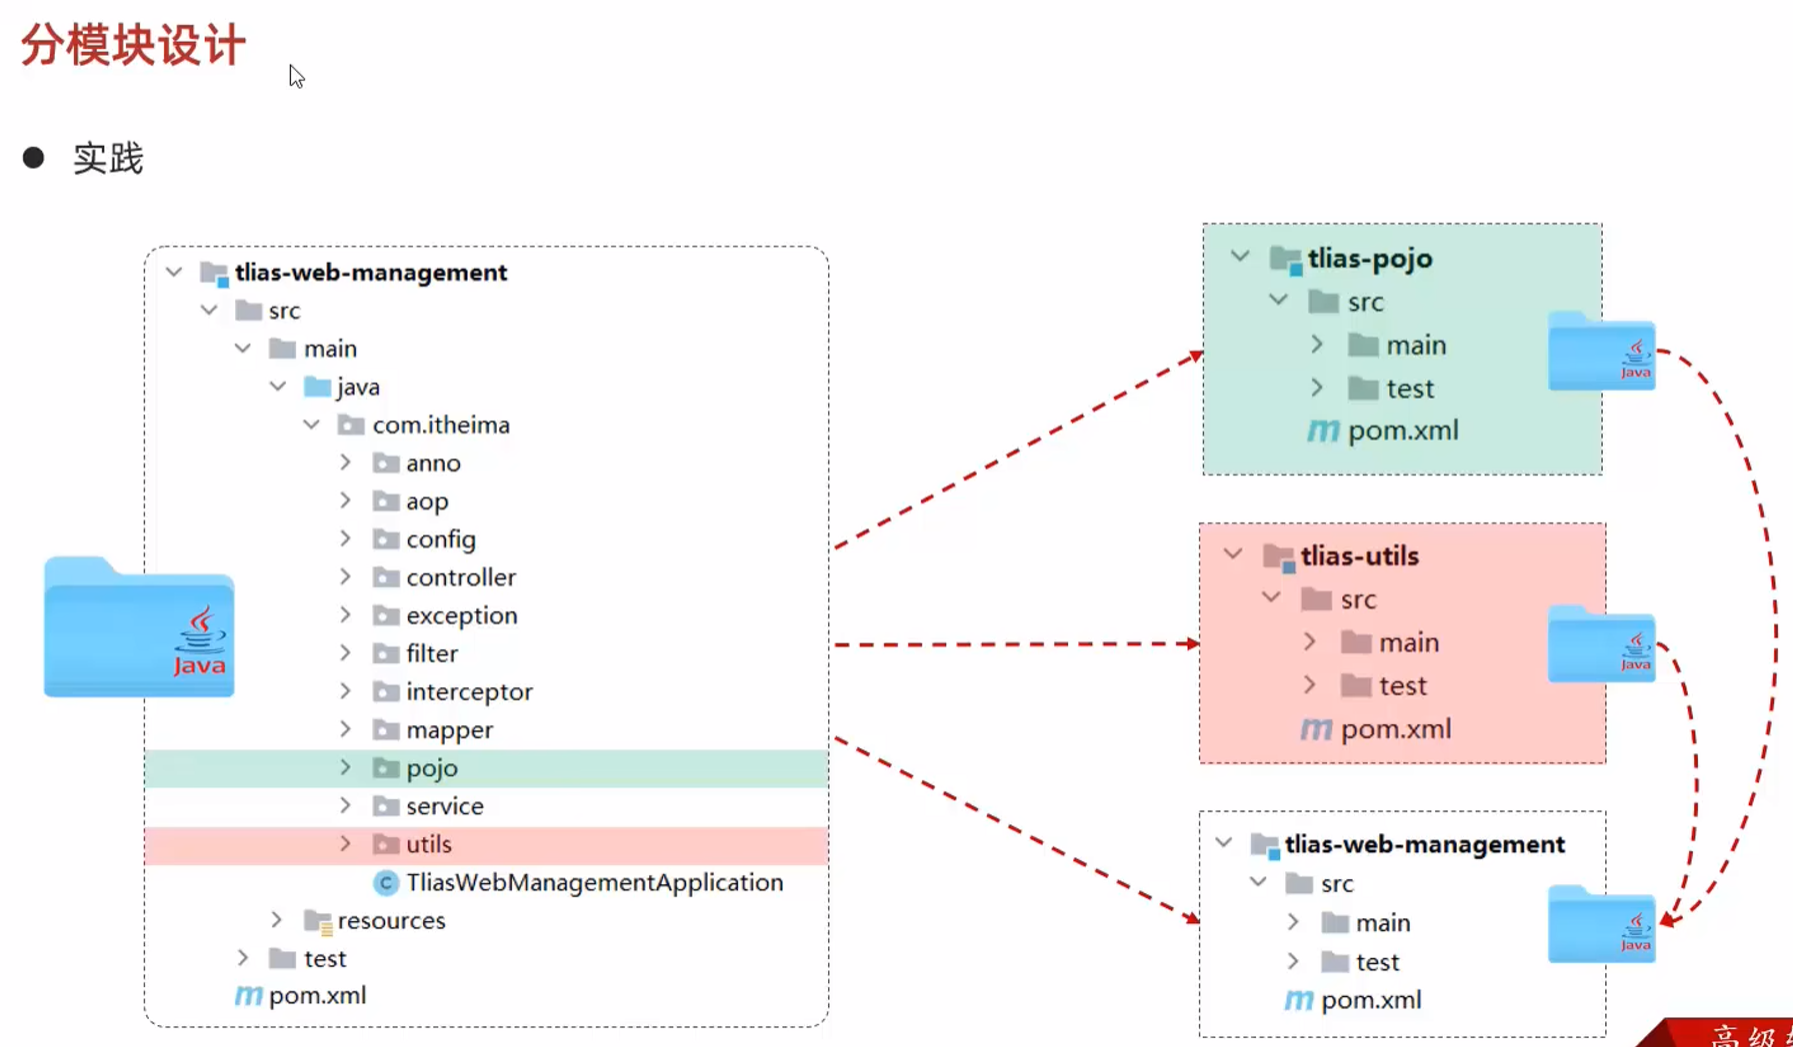 分模块设计
实践
tlias-web-management
src
main
java
com.itheima
anno
aop
config
controller
exception
filter
interceptor
mapper
pojo
service
utils
TliasWebManagementApplication
resources
test
pom.xml
Java
tlias-pojo
src
main
test
pom.xml
Java
tlias-utils
src
main
test
pom.xml
Java
tlias-web-management
src
main
test
pom.xml
Java
高级